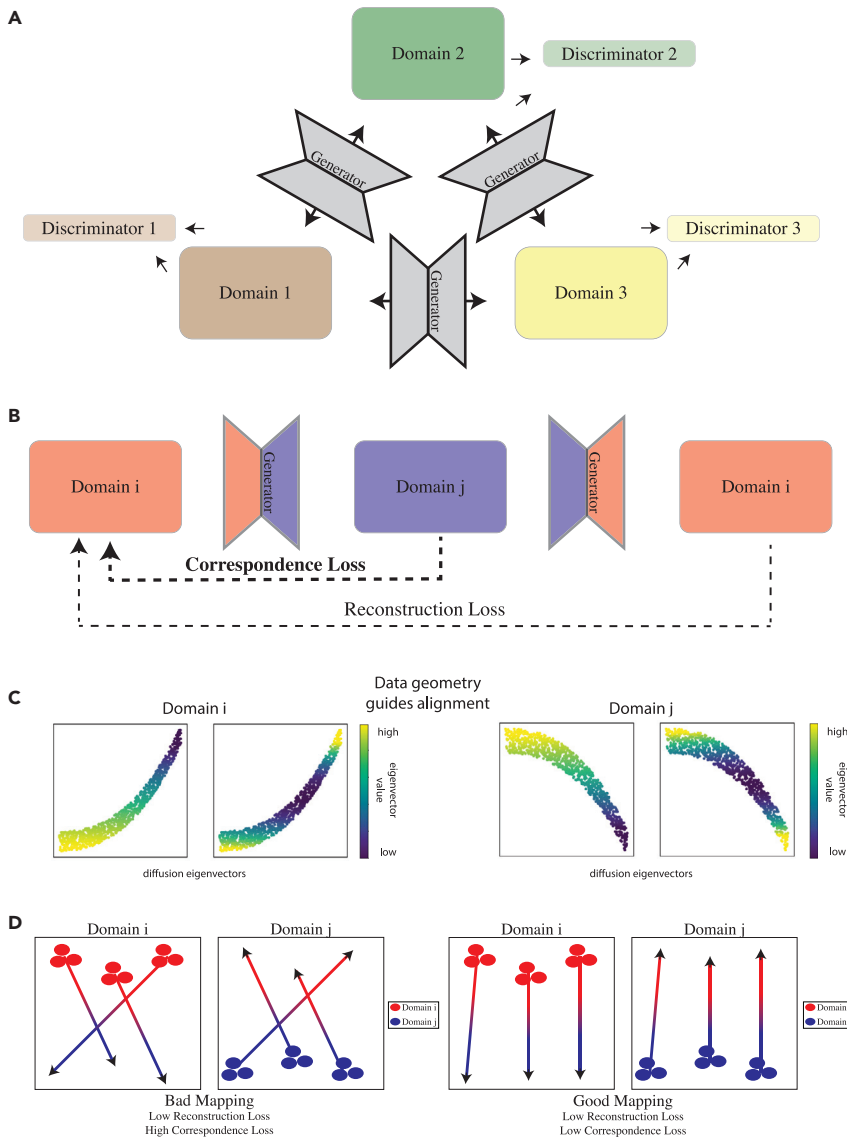 A
Domain 2
Discriminator 2
Generator
Generator
Discriminator 1
Discriminator 3
Domain 1
Generator
Domain 3
B
Domain i
Generator
Domain j
Generator
Domain i
Correspondence Loss
Reconstruction Loss
C
Data geometry
guides alignment
Domain i
Domain j
high
eigenvector
value
low
high
eigenvector
value
low
diffusion eigenvectors
diffusion eigenvectors
D
Domain i
Domain j
Domain i
Domain j
Domain i
Domain j
Domain
Domain
Bad Mapping
Low Reconstruction Loss
High Correspondence Loss
Good Mapping
Low Reconstruction Loss
Low Correspondence Loss